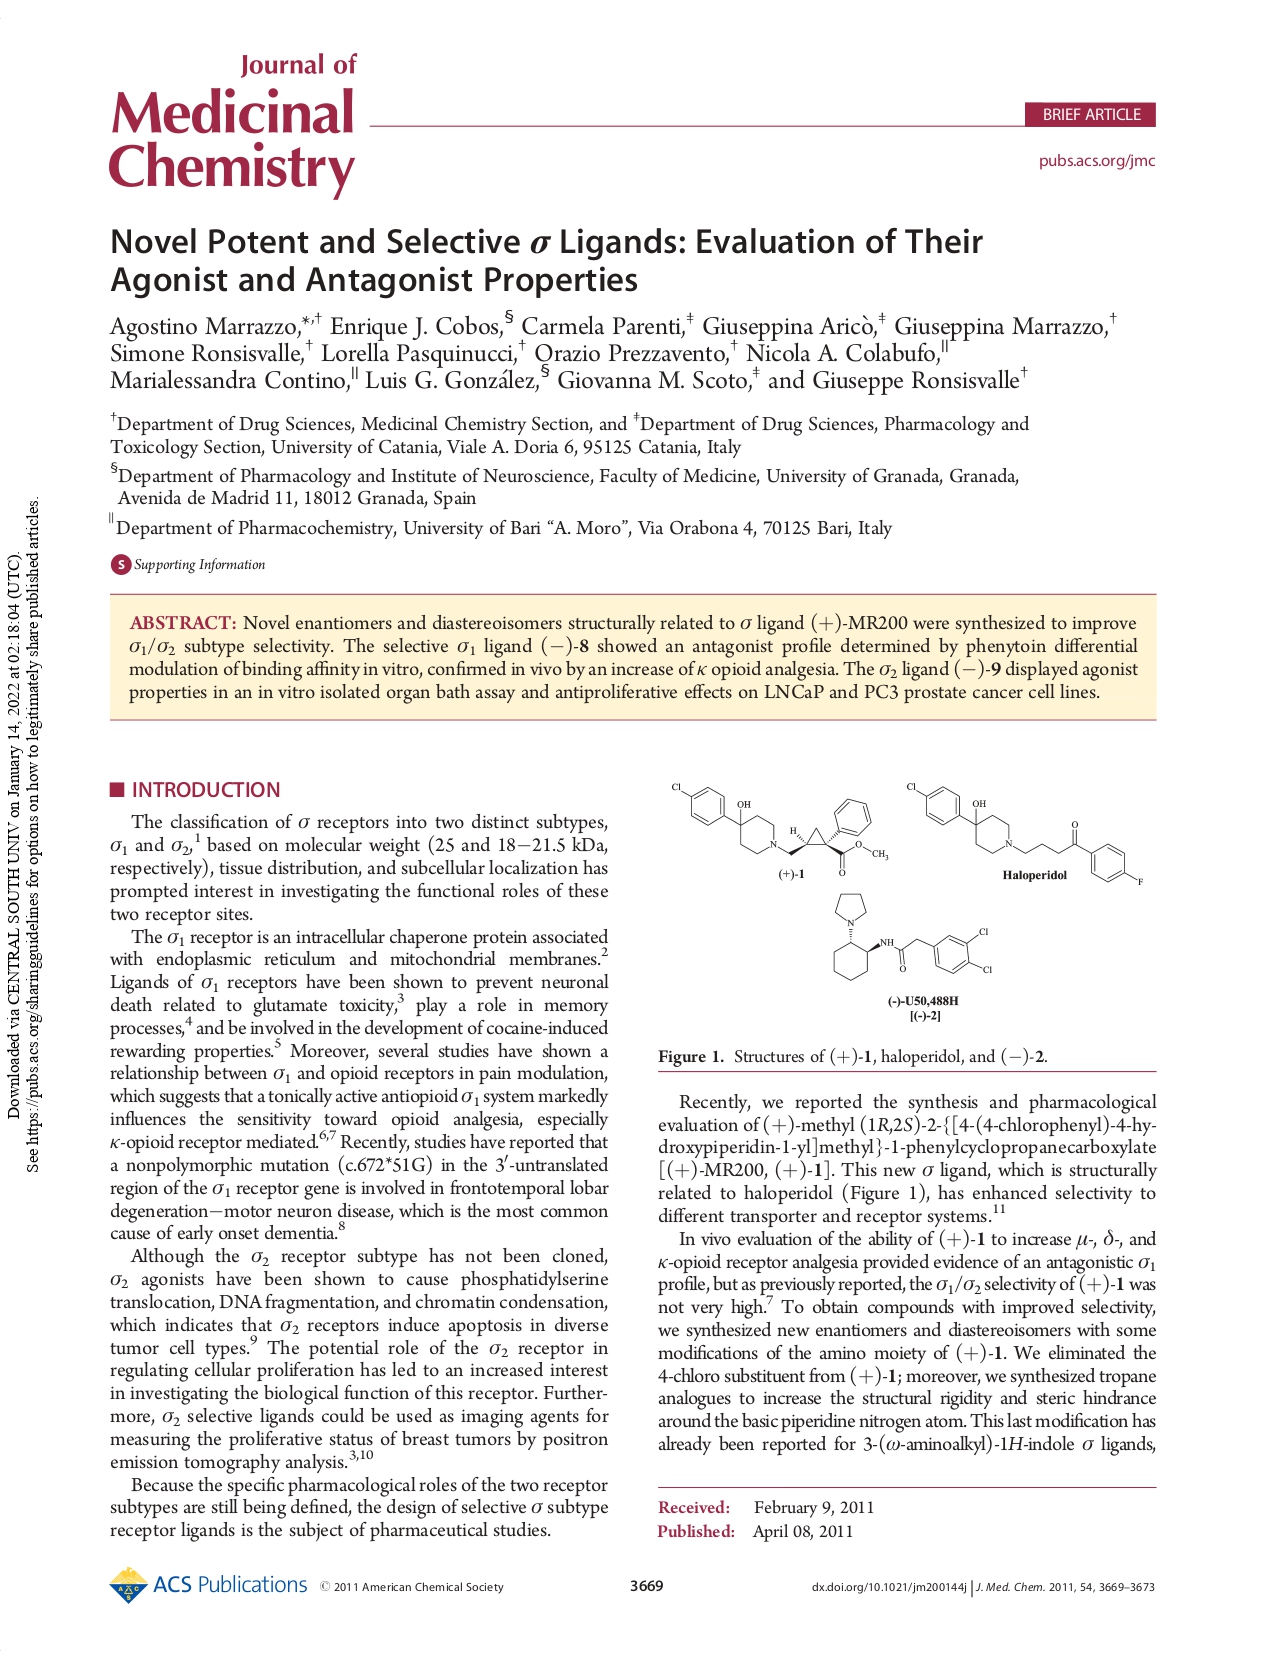 Journal of
Medicinal
Chemistry
BRIEF ARTICLE
pubs.acs.org/jmc
Novel Potent and Selective σ Ligands: Evaluation of Their
Agonist and Antagonist Properties
Agostino Marrazzo,*,† Enrique J. Cobos,§ Carmela Parenti,‡ Giuseppina Aricò,‡ Giuseppina Marrazzo,†
Simone Ronsisvalle,† Lorella Pasquinucci,† Orazio Prezzavento,† Nicola A. Colabufo,||
Marialessandra Contino,|| Luis G. González,§ Giovanna M. Scoto,‡ and Giuseppe Ronsisvalle†
†Department of Drug Sciences, Medicinal Chemistry Section, and ‡Department of Drug Sciences, Pharmacology and
Toxicology Section, University of Catania, Viale A. Doria 6, 95125 Catania, Italy
§Department of Pharmacology and Institute of Neuroscience, Faculty of Medicine, University of Granada, Granada,
Avenida de Madrid 11, 18012 Granada, Spain
||Department of Pharmacochemistry, University of Bari “A. Moro”, Via Orabona 4, 70125 Bari, Italy
S Supporting Information
ABSTRACT: Novel enantiomers and diastereoisomers structurally related to σ ligand (+)-MR200 were synthesized to improve
σ1/σ2 subtype selectivity. The selective σ1 ligand (−)-8 showed an antagonist profile determined by phenytoin differential
modulation of binding affinity in vitro, confirmed in vivo by an increase of κ opioid analgesia. The σ2 ligand (−)-9 displayed agonist
properties in an in vitro isolated organ bath assay and antiproliferative effects on LNCaP and PC3 prostate cancer cell lines.
■ INTRODUCTION
The classification of σ receptors into two distinct subtypes,
σ1 and σ2,1 based on molecular weight (25 and 18−21.5 kDa,
respectively), tissue distribution, and subcellular localization has
prompted interest in investigating the functional roles of these
two receptor sites.
The σ1 receptor is an intracellular chaperone protein associated
with endoplasmic reticulum and mitochondrial membranes.2
Ligands of σ1 receptors have been shown to prevent neuronal
death related to glutamate toxicity,3 play a role in memory
processes,4 and be involved in the development of cocaine-induced
rewarding properties.5 Moreover, several studies have shown a
relationship between σ1 and opioid receptors in pain modulation,
which suggests that a tonically active antiopioid σ1 system markedly
influences the sensitivity toward opioid analgesia, especially
κ-opioid receptor mediated.6,7 Recently, studies have reported that
a nonpolymorphic mutation (c.672*51G) in the 3′-untranslated
region of the σ1 receptor gene is involved in frontotemporal lobar
degeneration−motor neuron disease, which is the most common
cause of early onset dementia.8
Although the σ2 receptor subtype has not been cloned,
σ2 agonists have been shown to cause phosphatidylserine
translocation, DNA fragmentation, and chromatin condensation,
which indicates that σ2 receptors induce apoptosis in diverse
tumor cell types.9 The potential role of the σ2 receptor in
regulating cellular proliferation has led to an increased interest
in investigating the biological function of this receptor. Further-
more, σ2 selective ligands could be used as imaging agents for
measuring the proliferative status of breast tumors by positron
emission tomography analysis.3,10
Because the specific pharmacological roles of the two receptor
subtypes are still being defined, the design of selective σ subtype
receptor ligands is the subject of pharmaceutical studies.
Cl
OH
N
H
O
CH3
O
(+)-1
Cl
OH
N
O
F
Haloperidol
N
NH
O
Cl
Cl
(-)-U50,488H
[(-)-2]
Figure 1. Structures of (+)-1, haloperidol, and (−)-2.
Recently, we reported the synthesis and pharmacological
evaluation of (+)-methyl (1R,2S)-2-{[4-(4-chlorophenyl)-4-hy-
droxypiperidin-1-yl]methyl}-1-phenylcyclopropanecarboxylate
[(+)-MR200, (+)-1]. This new σ ligand, which is structurally
related to haloperidol (Figure 1), has enhanced selectivity to
different transporter and receptor systems.11
In vivo evaluation of the ability of (+)-1 to increase μ-, δ-, and
κ-opioid receptor analgesia provided evidence of an antagonistic σ1
profile, but as previously reported, the σ1/σ2 selectivity of (+)-1 was
not very high.7 To obtain compounds with improved selectivity,
we synthesized new enantiomers and diastereoisomers with some
modifications of the amino moiety of (+)-1. We eliminated the
4-chloro substituent from (+)-1; moreover, we synthesized tropane
analogues to increase the structural rigidity and steric hindrance
around the basic piperidine nitrogen atom. This last modification has
already been reported for 3-(ω-aminoalkyl)-1H-indole σ ligands,
Received: February 9, 2011
Published: April 08, 2011
ACS Publications © 2011 American Chemical Society
3669
dx.doi.org/10.1021/jm200144j | J. Med. Chem. 2011, 54, 3669–3673
Downloaded via CENTRAL SOUTH UNIV on January 14, 2022 at 02:18:04 (UTC).
See https://pubs.acs.org/sharingguidelines for options on how to legitimately share published articles.